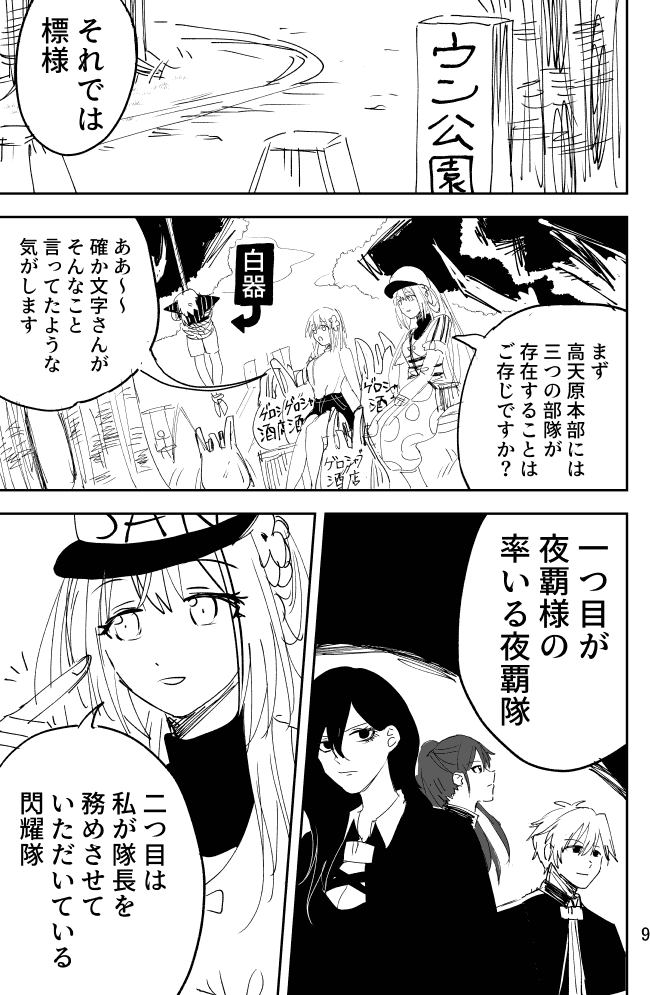 ウン公園
それでは
標様
まず
高天原本部には
三つの部隊が
存在することは
ご存じですか？
白器
ゲロシャ
酒店
ゲロシャ
酒
ゲロシャ
酒店
ああ～～
確か文字さんが
そんなこと
言ってたような
気がします
一つ目が
夜覇様の
率いる夜覇隊
二つ目は
私が隊長を
務めさせて
いただいている
閃耀隊
9